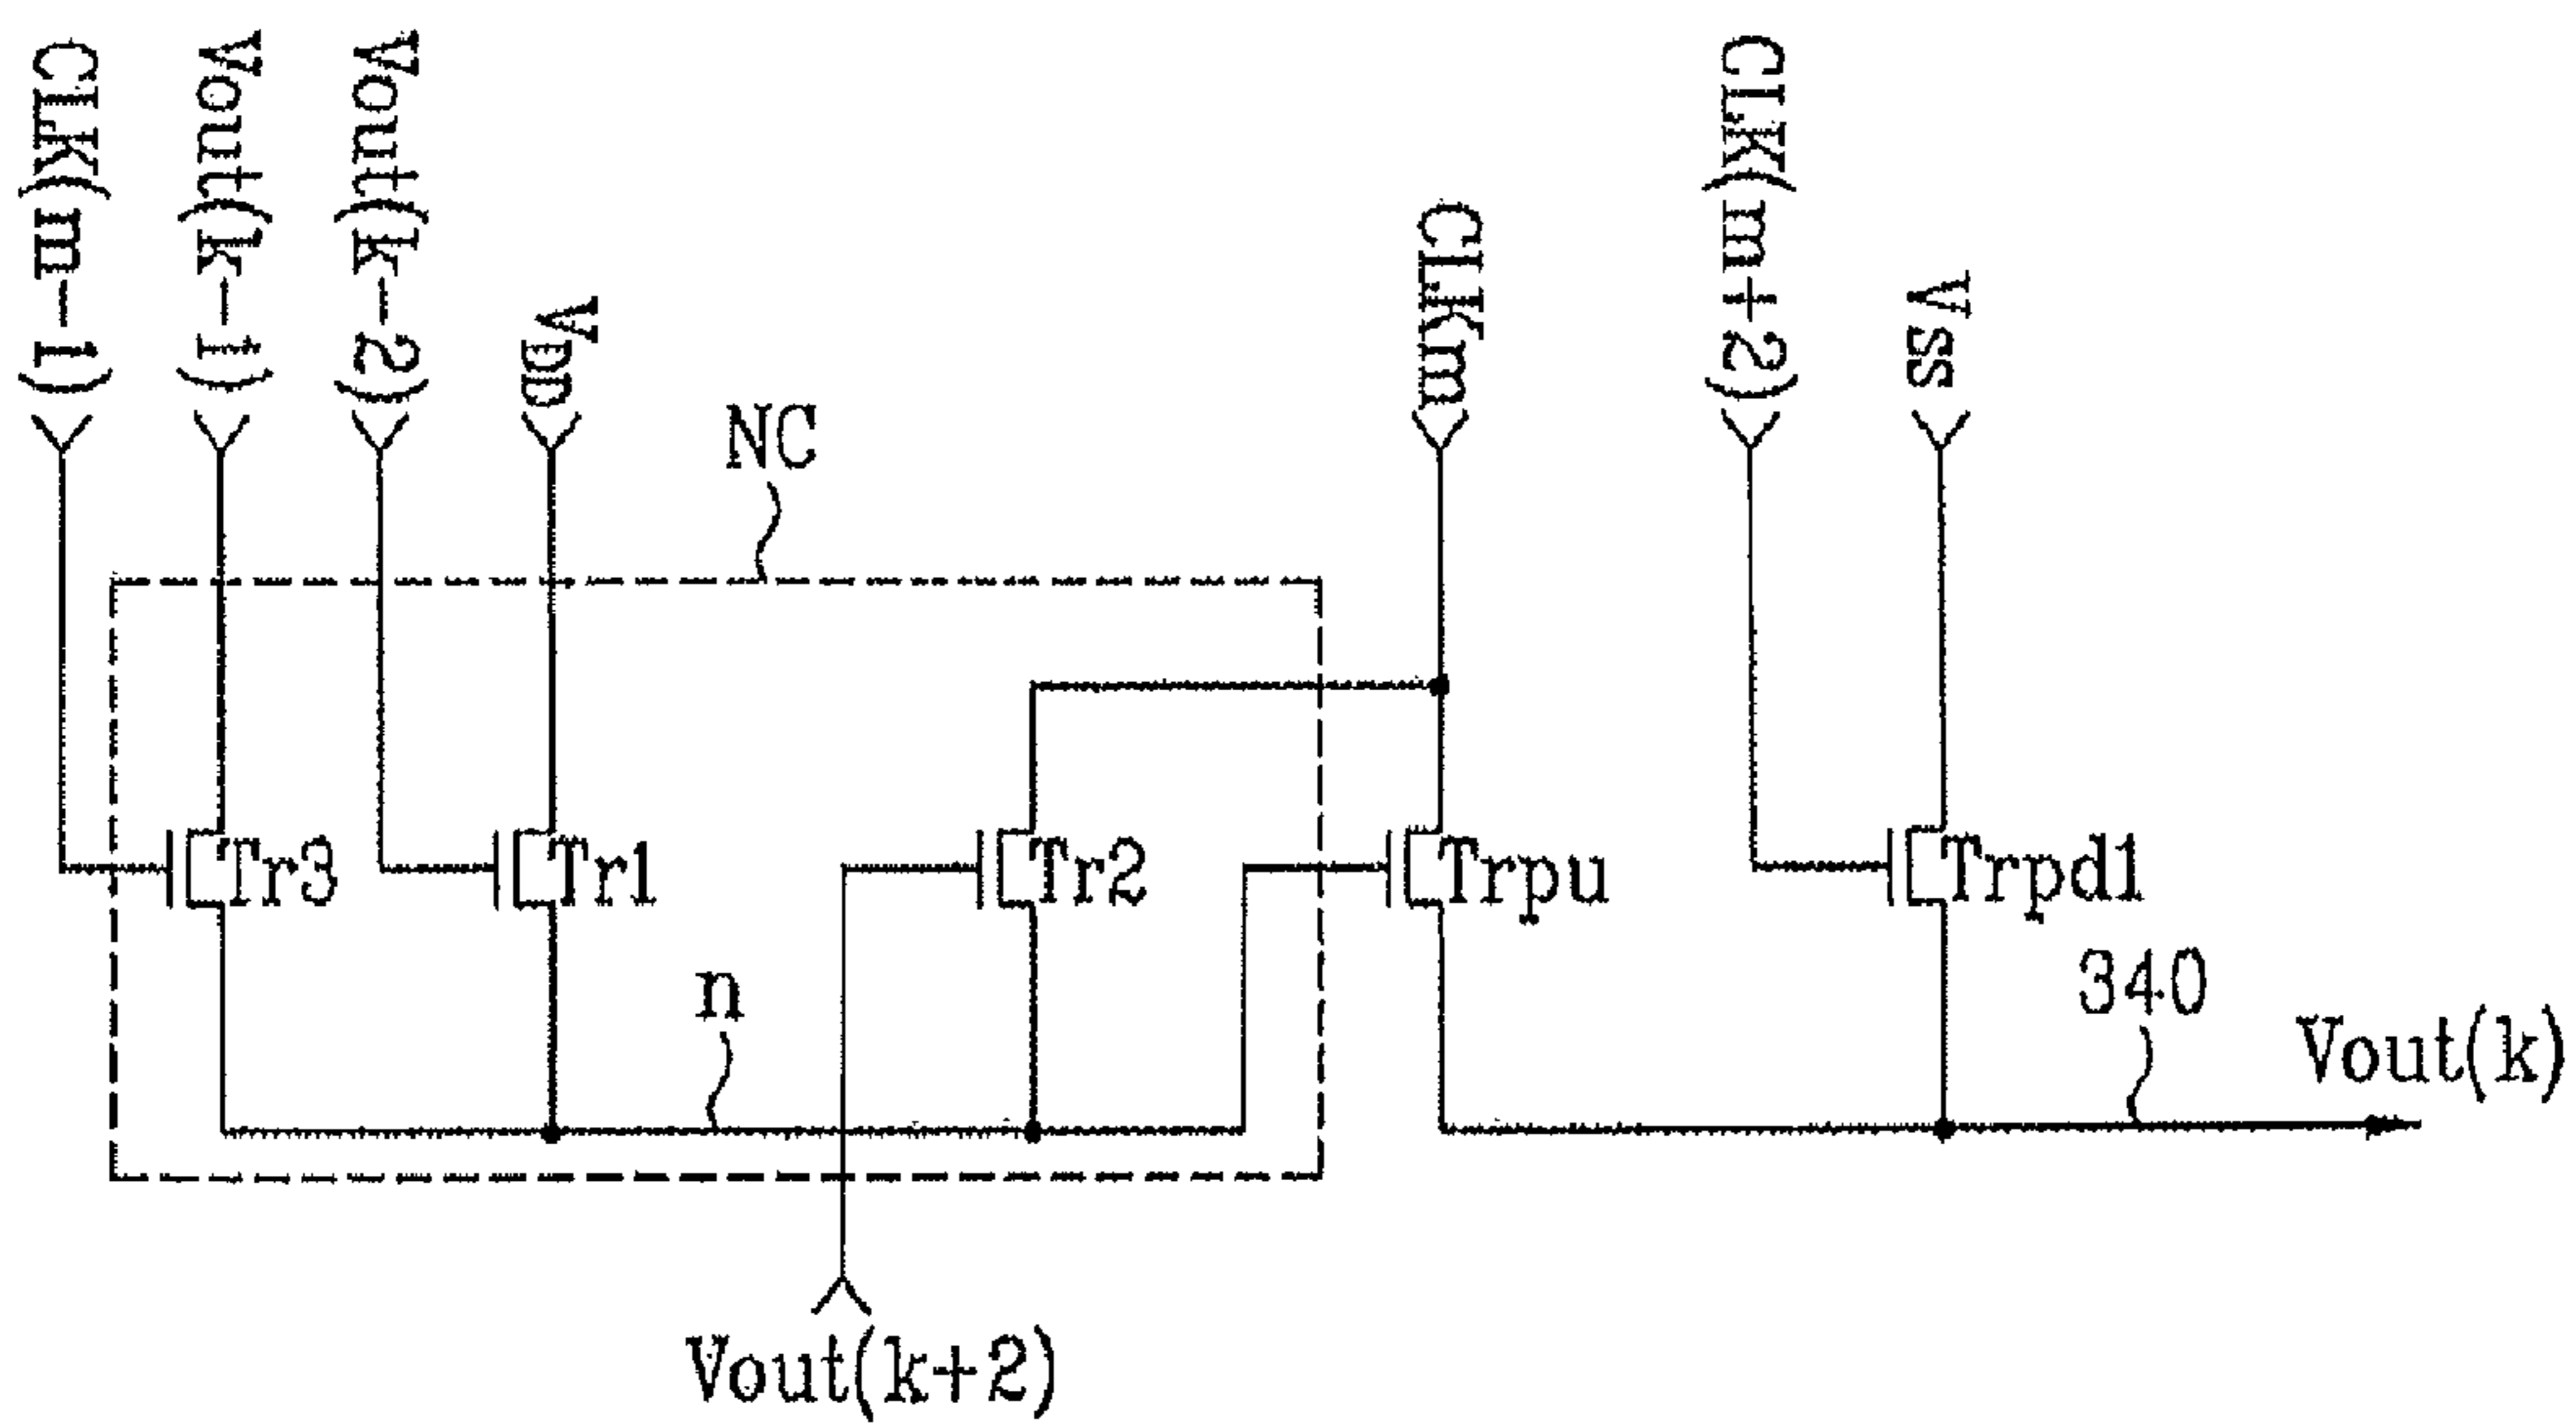 CLK(m-1)
Vout(k-1)
Vout(k-2)
VDD
NC
CLKm
CLK(m+2)
VSS
Tr3
Tr1
Tr2
Trpu
Trpd1
n
340
Vout(k)
Vout(k+2)